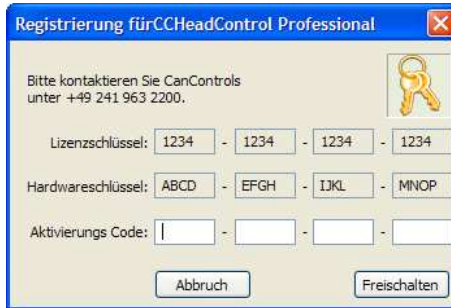 Registrierung fürCCHeadControl Professional
Bitte kontaktieren Sie CanControls
unter +49 241 963 2200.
Lizenzschlüssel: 1234 - 1234 - 1234 - 1234
Hardwareschlüssel: ABCD - EFGH - IJKL - MNOP
Aktivierungs Code: - - -
Abbruch Freischalten